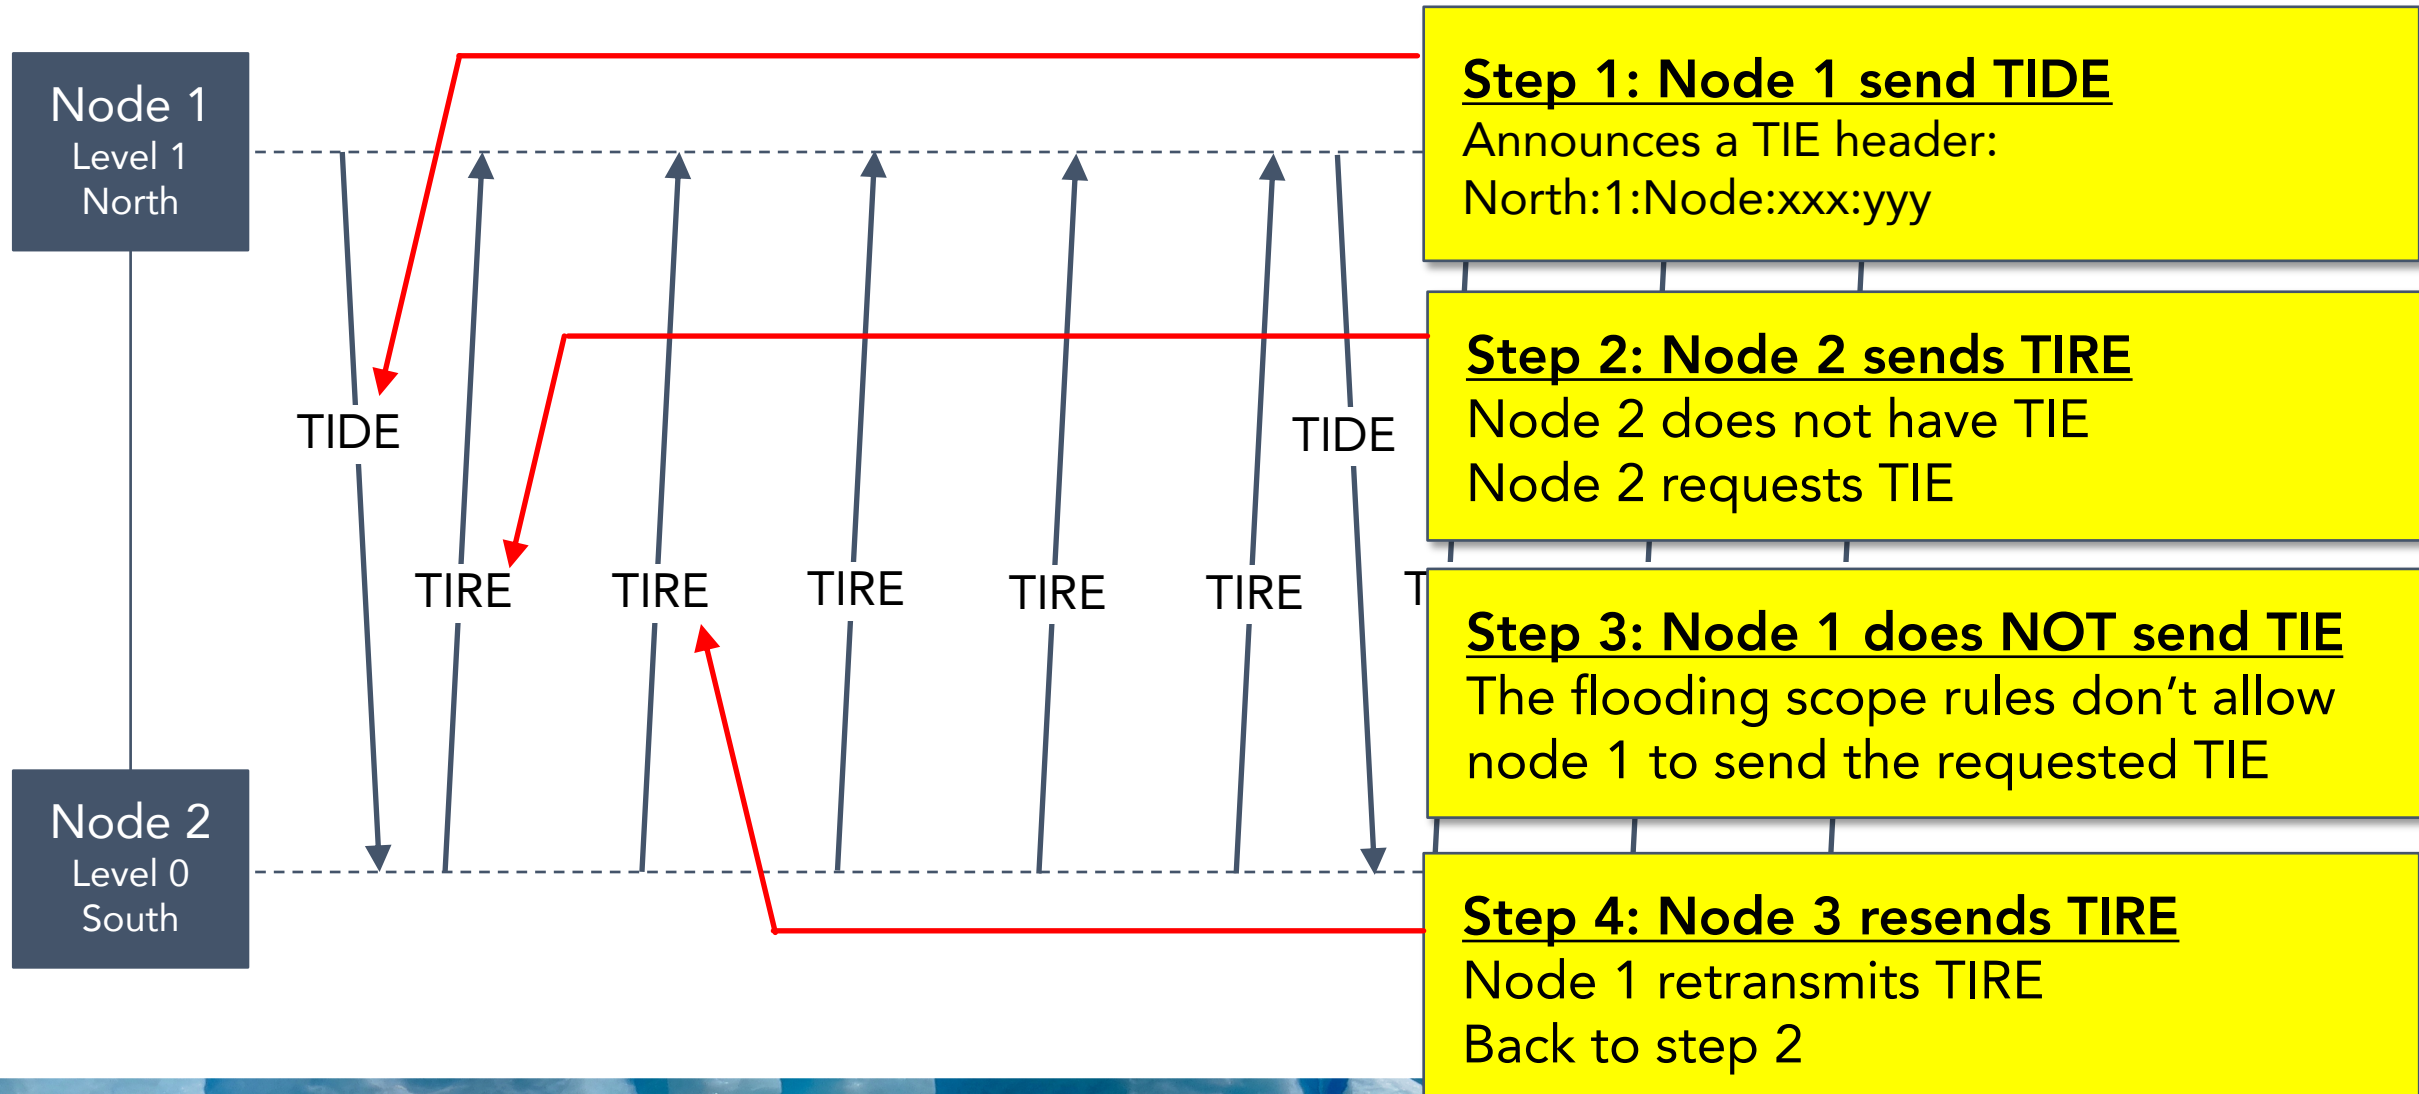 Node 1
Level 1
North
Step 1: Node 1 send TIDE
Announces a TIE header:
North:1:Node:xxx:yyy
Step 2: Node 2 sends TIRE
Node 2 does not have TIE
Node 2 requests TIE
TIDE
TIDE
TIRE
TIRE
TIRE
TIRE
TIRE
T
Step 3: Node 1 does NOT send TIE
The flooding scope rules don’t allow
node 1 to send the requested TIE
Node 2
Level 0
South
Step 4: Node 3 resends TIRE
Node 1 retransmits TIRE
Back to step 2